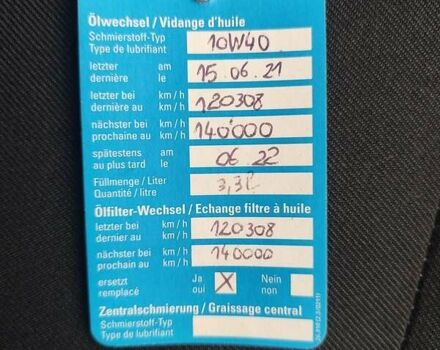 Ölwechsel / Vidange d'huile
Schmierstoff-Typ
Type de lubrifiant 10W40
letzter am
dernière le 15.06.21
letzter bei km / h
dernière au km / h 120308
nächster bei km / h
prochaine au km / h 140'000
spätestens am
au plus tard le 06.22
Füllmenge / Liter
Quantité / litre 3,3l
Ölfilter-Wechsel / Echange filtre à huile
letzter bei km / h
dernier au km / h 120308
nächster bei km / h
prochain au km / h 140000
ersetzt Ja Nein
remplacé oui X non
Zentralschmierung / Graissage central
Schmierstoff-Typ
Type de lubrifiant